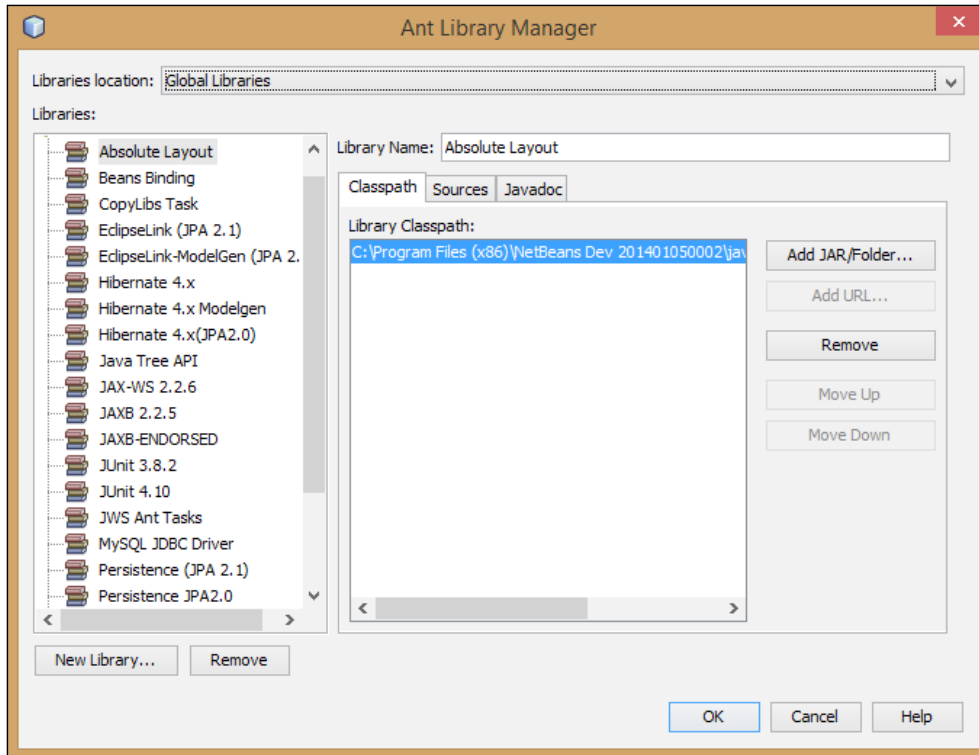 Ant Library Manager
Libraries location: Global Libraries
Libraries:
Absolute Layout
Beans Binding
CopyLibs Task
EclipseLink (JPA 2.1)
EclipseLink-ModelGen (JPA 2.
Hibernate 4.x
Hibernate 4.x Modelgen
Hibernate 4.x(JPA2.0)
Java Tree API
JAX-WS 2.2.6
JAXB 2.2.5
JAXB-ENDORSED
JUnit 3.8.2
JUnit 4.10
JWS Ant Tasks
MySQL JDBC Driver
Persistence (JPA 2.1)
Persistence JPA2.0
New Library...
Remove
Library Name: Absolute Layout
Classpath
Sources
Javadoc
Library Classpath:
C:\Program Files (x86)\NetBeans Dev 201401050002\jav
Add JAR/Folder...
Add URL...
Remove
Move Up
Move Down
OK
Cancel
Help